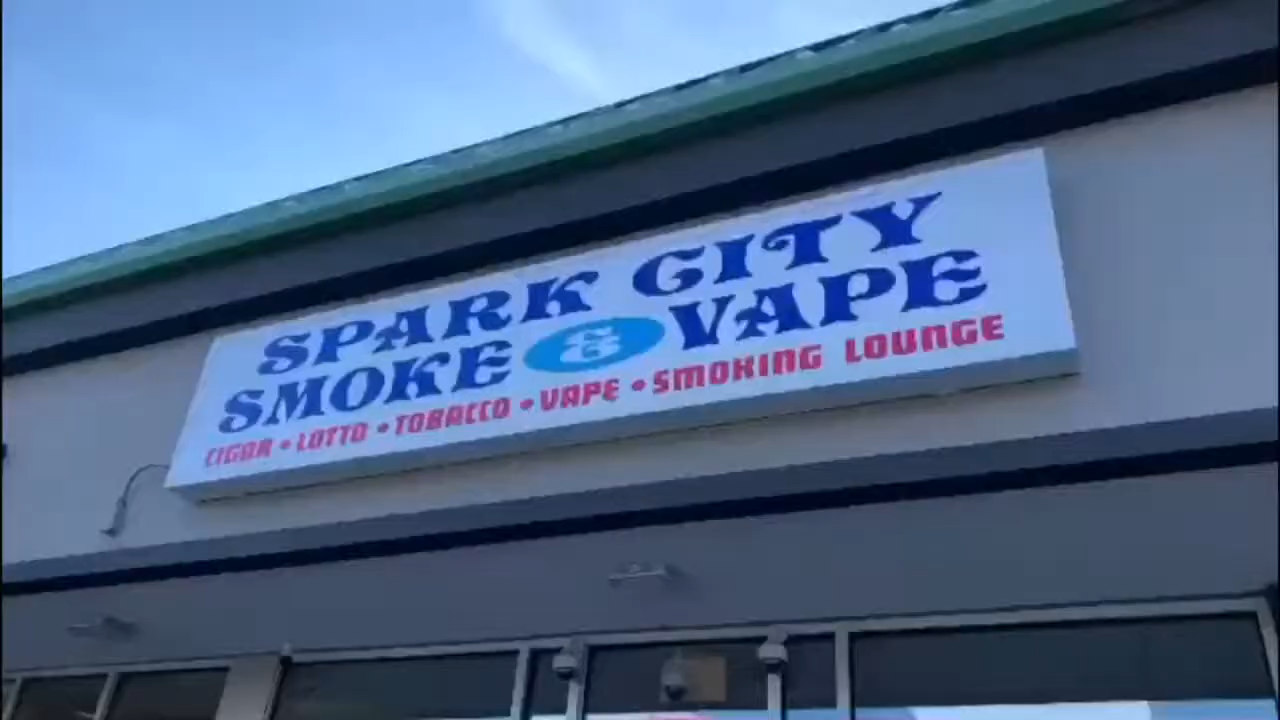 SPARK CITY
SMOKE & VAPE
CIGAR • LOTTO • TOBACCO • VAPE • SMOKING LOUNGE